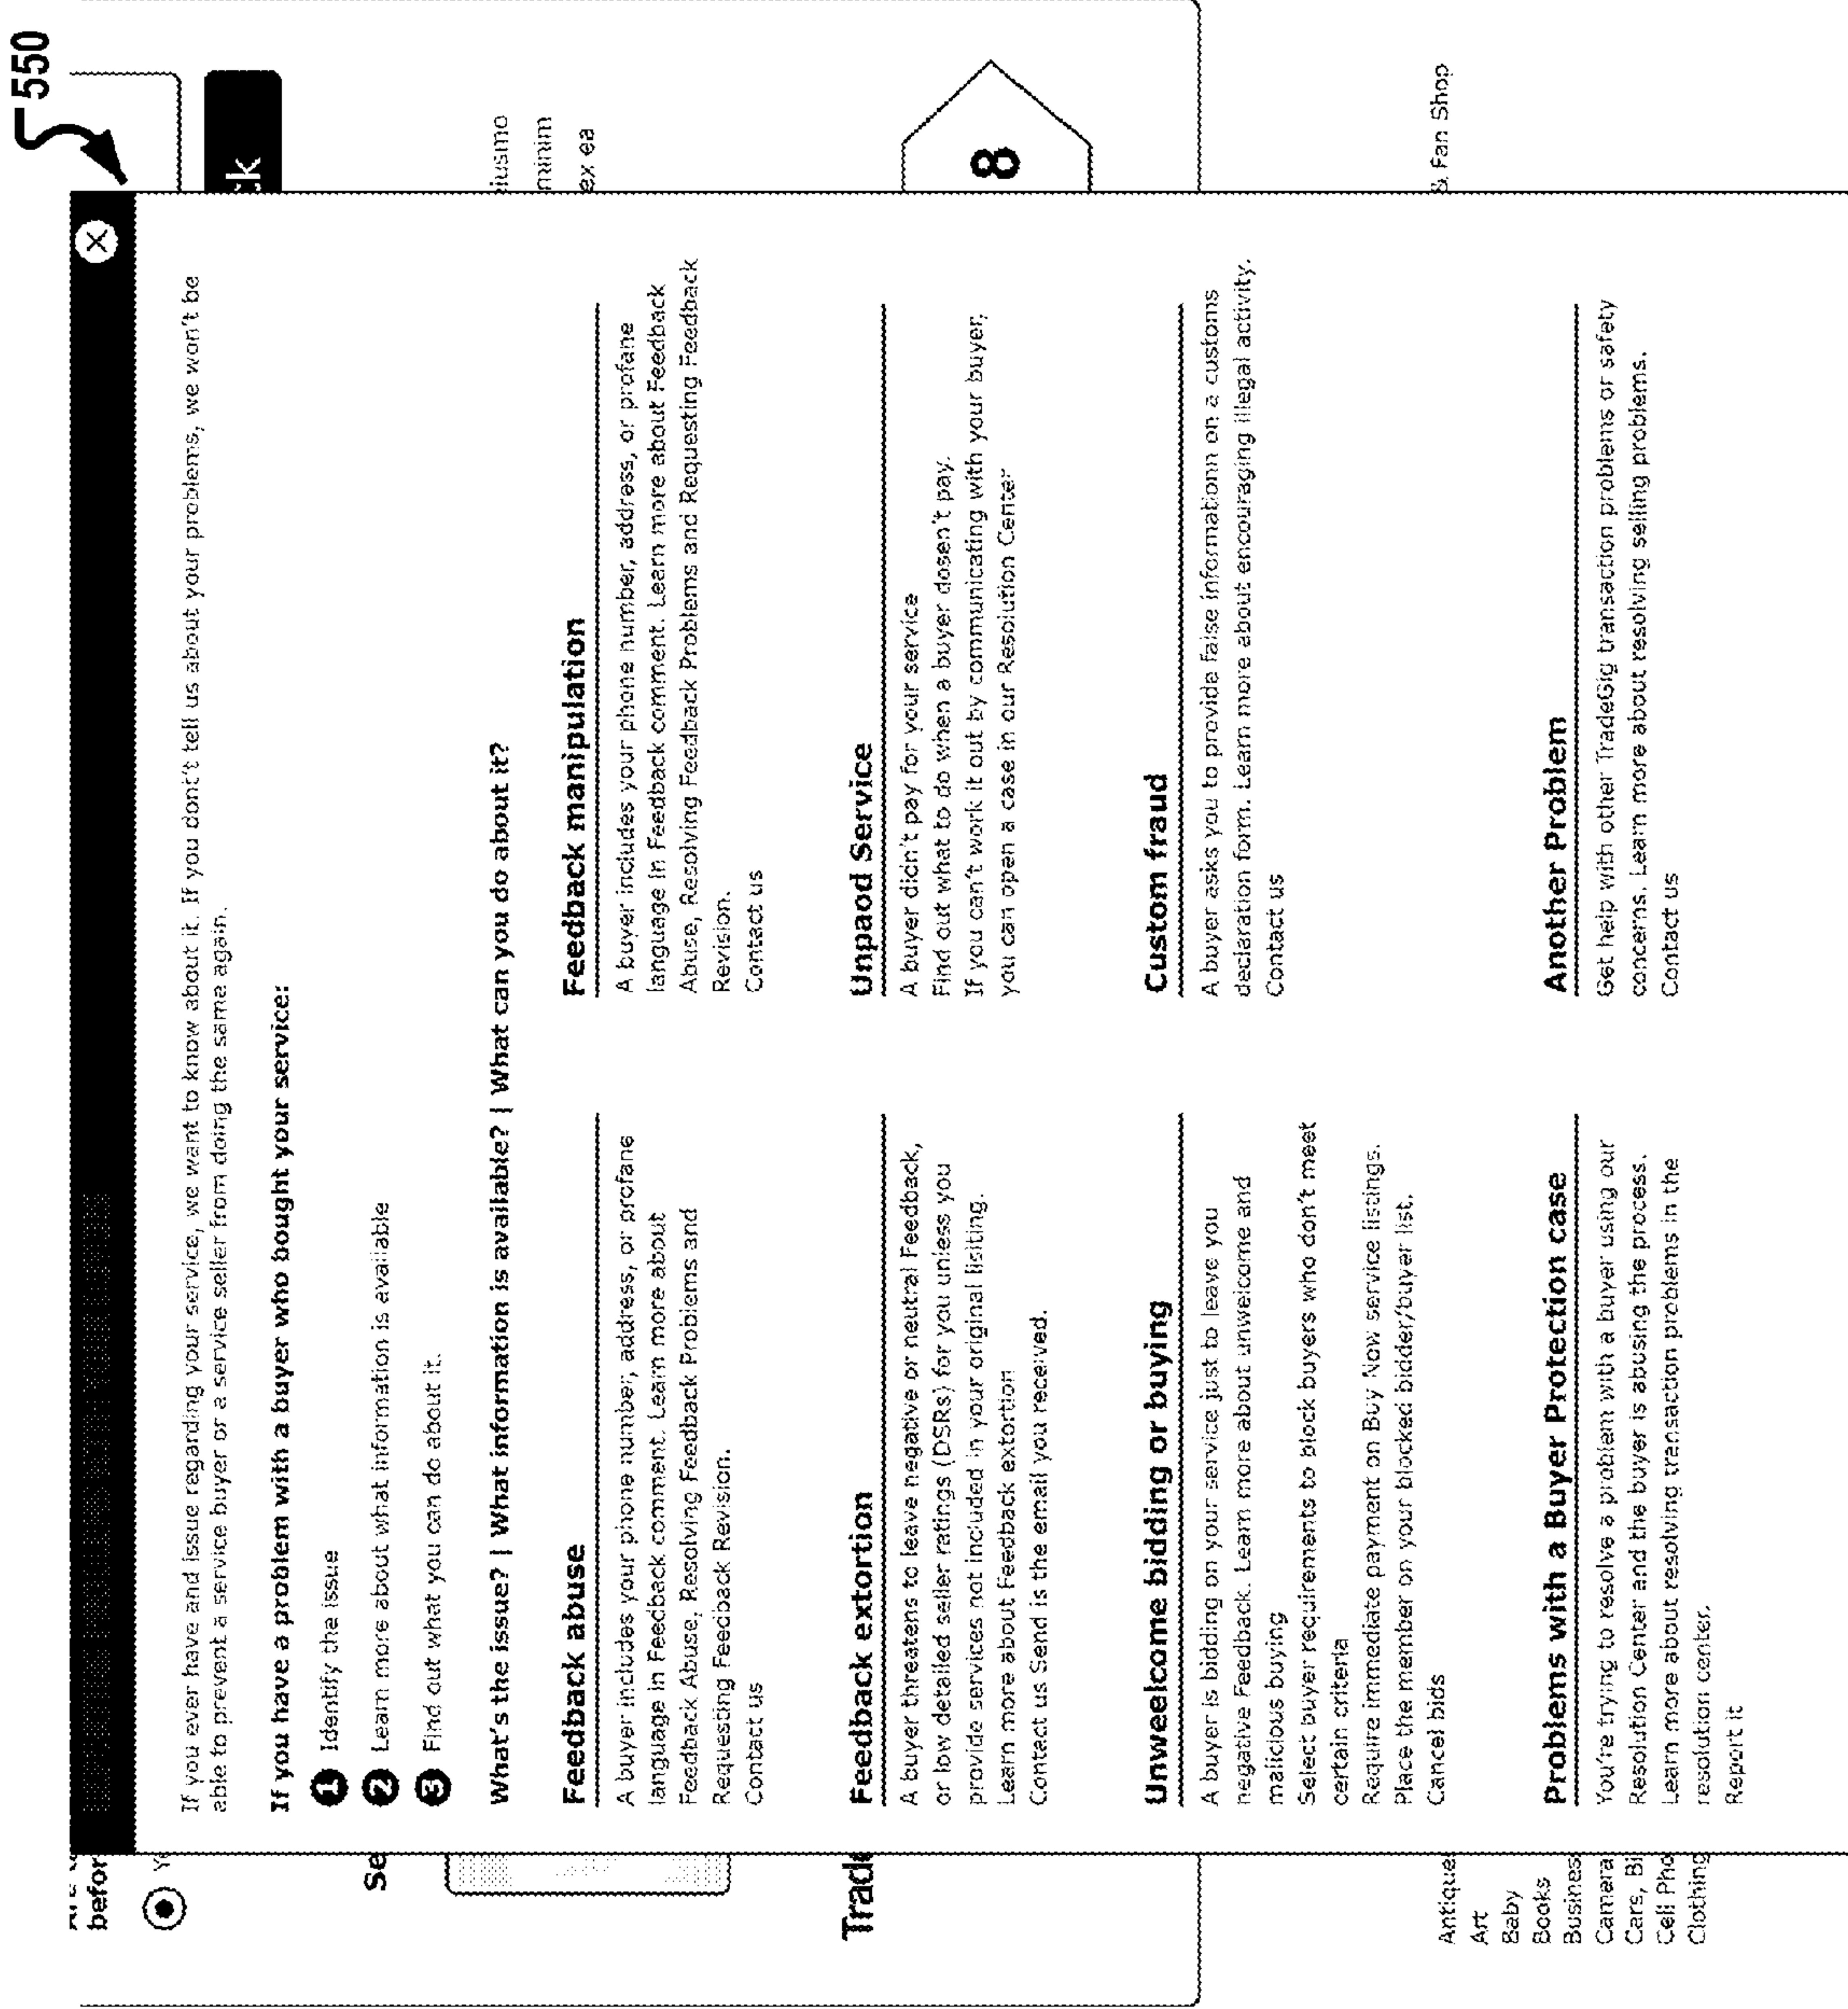 550
befor
Ye
ck
If you ever have and issue regarding your service, we want to know about it. If you don't tell us about your problems, we won't be
able to prevent a service buyer or a service seller from doing the same again.
If you have a problem with a buyer who bought your service:
1 Identify the issue
2 Learn more about what information is available
3 Find out what you can do about it.
What's the issue? | What information is available? | What can you do about it?
Feedback abuse
A buyer includes your phone number, address, or profane
language in Feedback comment. Learn more about
Feedback Abuse, Resolving Feedback Problems and
Requesting Feedback Revision.
Contact us
Feedback manipulation
A buyer includes your phone number, address, or profane
language in Feedback comment. Learn more about Feedback
Abuse, Resolving Feedback Problems and Requesting Feedback
Revision.
Contact us
Feedback extortion
A buyer threatens to leave negative or neutral Feedback,
or low detailed seller ratings (DSRs) for you unless you
provide services not included in your original lisiting.
Learn more about Feedback extortion
Contact us Send is the email you received.
Unpaod Service
A buyer didn't pay for your service
Find out what to do when a buyer dosen't pay.
If you can't work it out by communicating with your buyer,
you can open a case in our Resolution Center
Unweelcome bidding or buying
A buyer is bidding on your service just to leave you
negative Feedback. Learn more about unwelcome and
malicious buying
Select buyer requirements to block buyers who don't meet
certain criteria
Require immediate payment on Buy Now service listings.
Place the member on your blocked bidder/buyer list.
Cancel bids
Custom fraud
A buyer asks you to provide false informationn on a customs
declaration form. Learn more about encouraging illegal activity.
Contact us
Problems with a Buyer Protection case
You're trying to resolve a problem with a buyer using our
Resolution Center and the buyer is abusing the process.
Learn more about resolving transaction problems in the
resolution center.
Report it
Another Problem
Get help with other TradeGig transaction problems or safety
concerns. Learn more about resolving selling problems.
Contact us
Se
iusmo
minim
ex ea
Trade
8
Antique
Art
Baby
Books
Busines
Camera
Cars, Bi
Cell Pho
Clothing
& Fan Shop